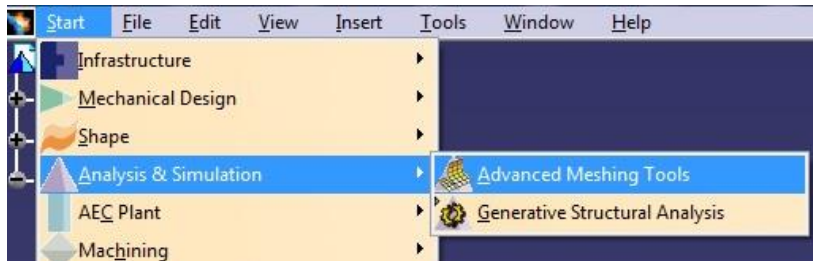 Start File Edit View Insert Tools Window Help
Infrastructure
Mechanical Design
Shape
Analysis & Simulation
Advanced Meshing Tools
AEC Plant
Generative Structural Analysis
Machining